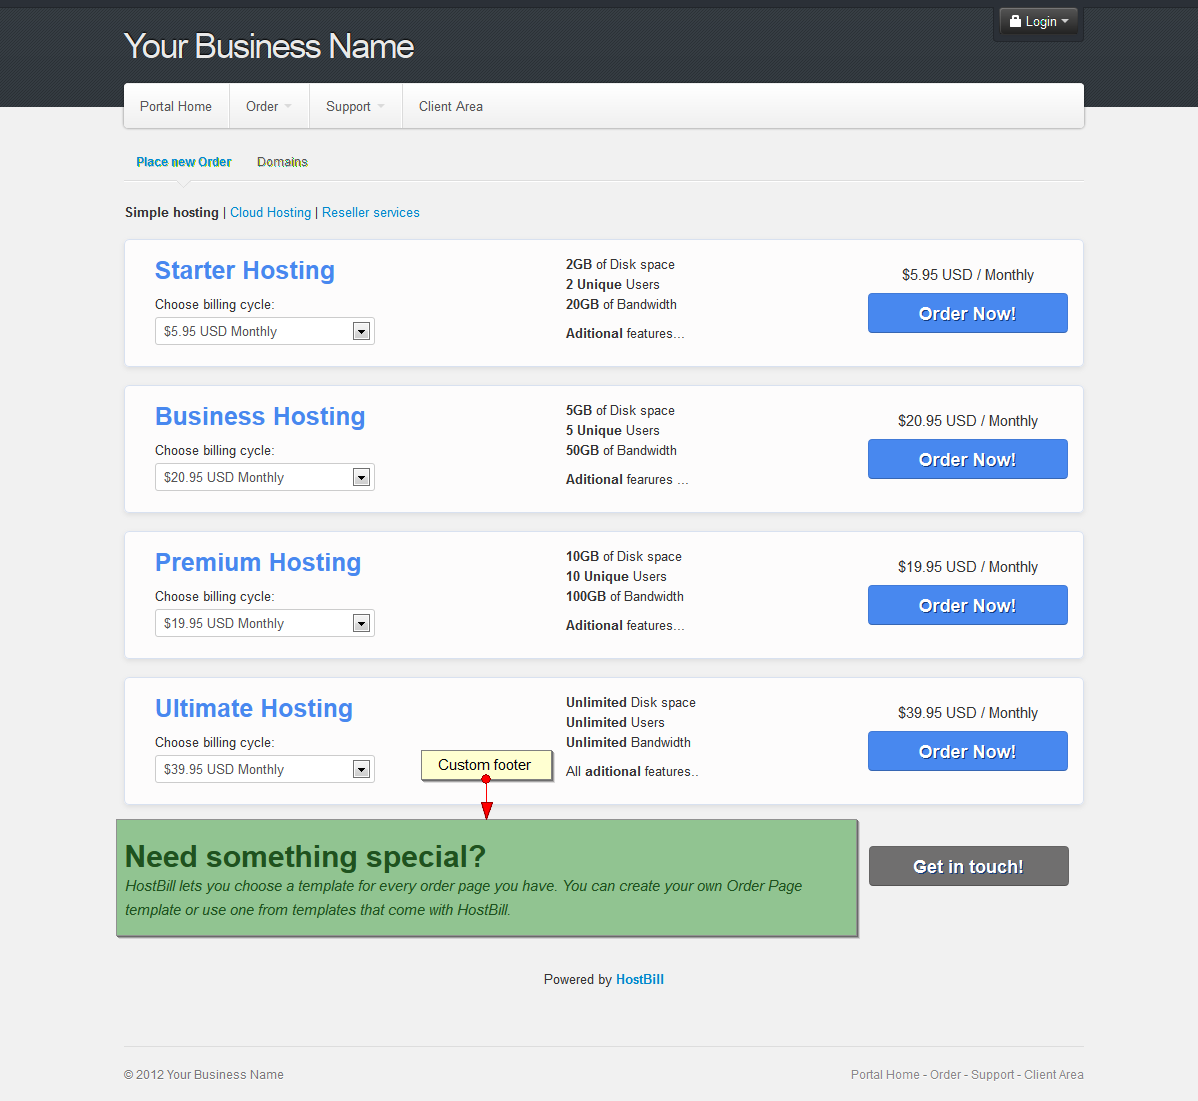 Login
Your Business Name
Portal Home Order Support Client Area
Place new Order Domains
Simple hosting | Cloud Hosting | Reseller services
Starter Hosting
Choose billing cycle:
$5.95 USD Monthly
2GB of Disk space
2 Unique Users
20GB of Bandwidth
Aditional features...
$5.95 USD / Monthly
Order Now!
Business Hosting
Choose billing cycle:
$20.95 USD Monthly
5GB of Disk space
5 Unique Users
50GB of Bandwidth
Aditional fearures ...
$20.95 USD / Monthly
Order Now!
Premium Hosting
Choose billing cycle:
$19.95 USD Monthly
10GB of Disk space
10 Unique Users
100GB of Bandwidth
Aditional features...
$19.95 USD / Monthly
Order Now!
Ultimate Hosting
Choose billing cycle:
$39.95 USD Monthly
Unlimited Disk space
Unlimited Users
Unlimited Bandwidth
All aditional features..
$39.95 USD / Monthly
Order Now!
Custom footer
Need something special?
HostBill lets you choose a template for every order page you have. You can create your own Order Page
template or use one from templates that come with HostBill.
Get in touch!
Powered by HostBill
© 2012 Your Business Name
Portal Home - Order - Support - Client Area